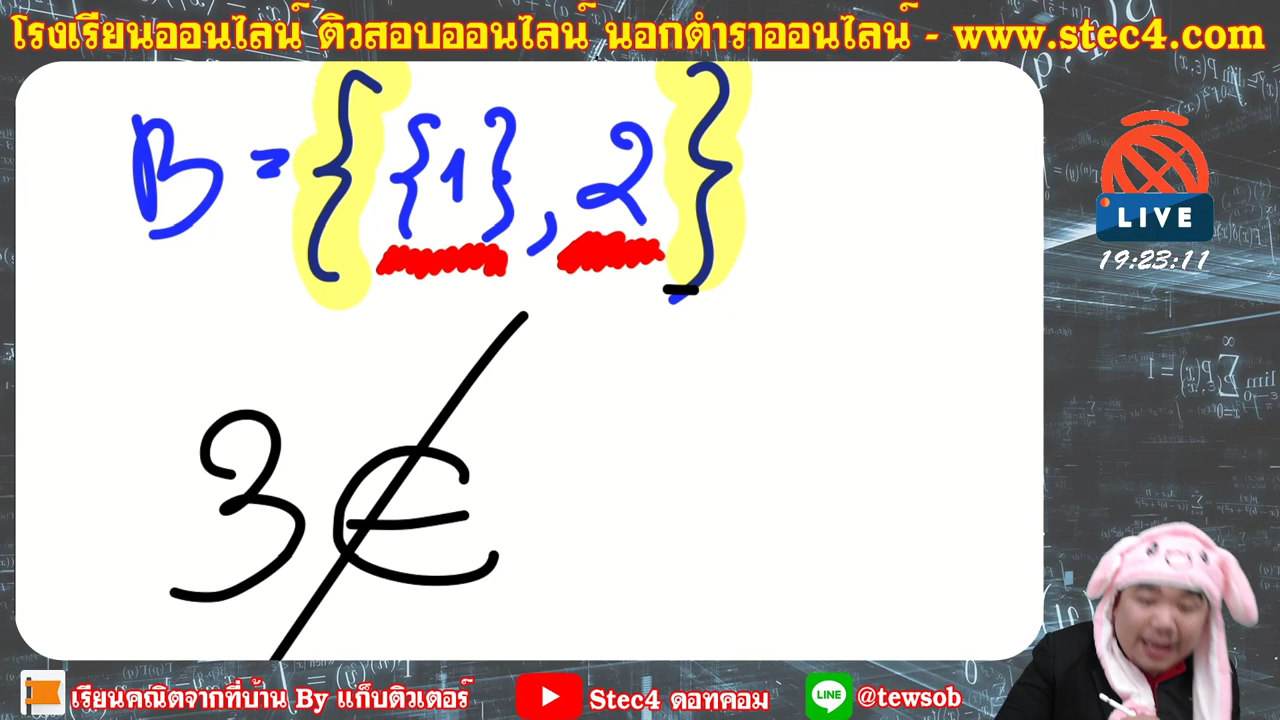 โรงเรียนออนไลน์ ติวสอบออนไลน์ นอกตำราออนไลน์ - www.stec4.com
B = { {1} , 2 }
LIVE
19:23:11
3 ∉
เรียนคณิตจากที่บ้าน By แก็บติวเตอร์
Stec4 ดอทคอม
LINE
@tewsob